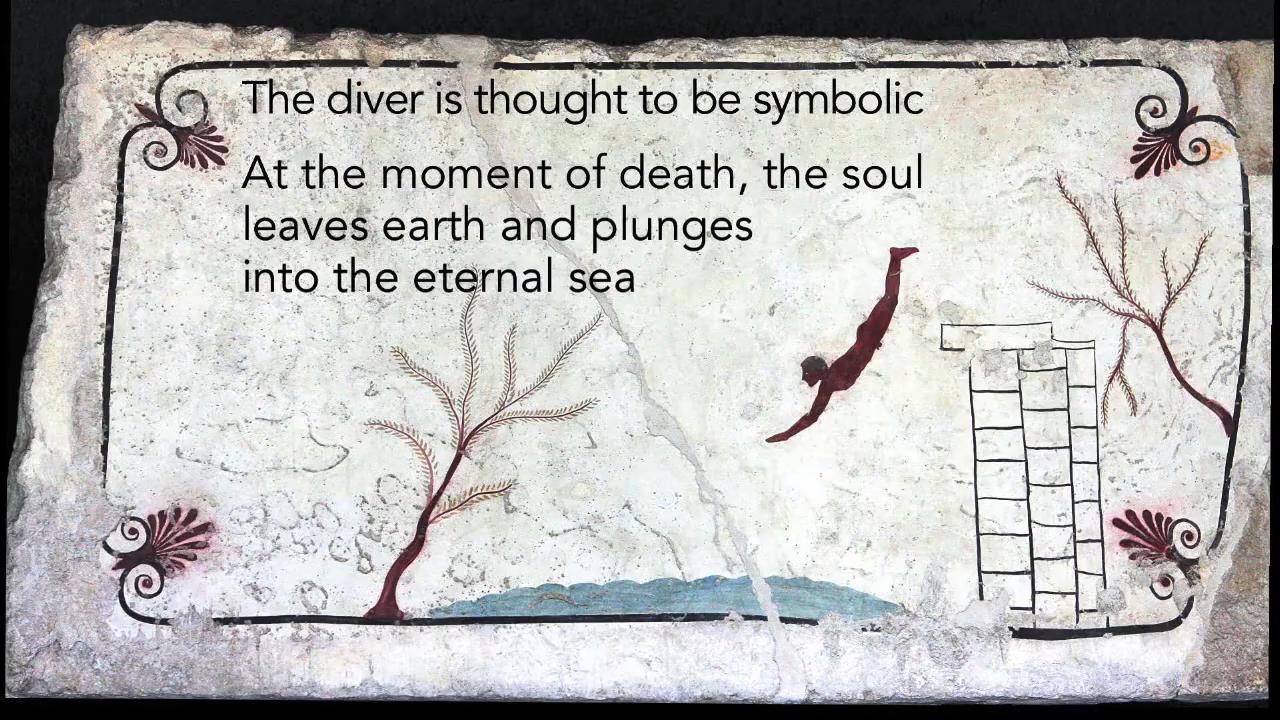 The diver is thought to be symbolic
At the moment of death, the soul
leaves earth and plunges
into the eternal sea